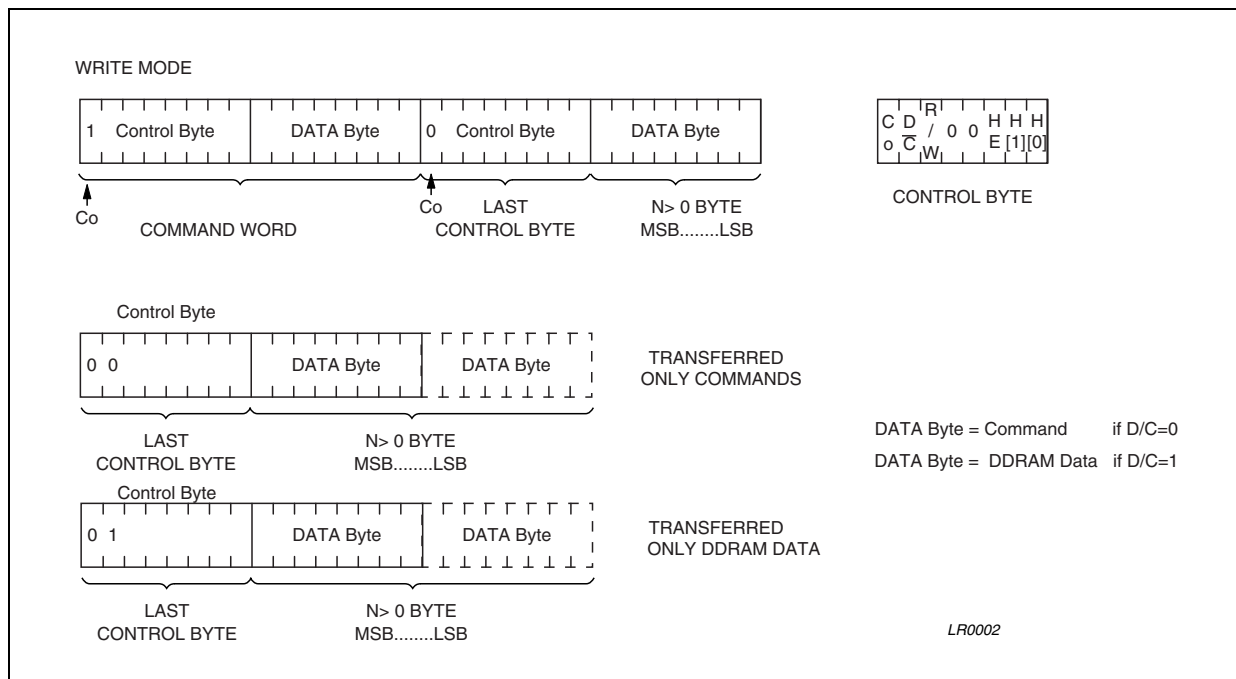 WRITE MODE
1 Control Byte DATA Byte 0 Control Byte DATA Byte
Co Co LAST N> 0 BYTE
COMMAND WORD CONTROL BYTE MSB........LSB
Co D/C̅ R/W 0 0 HE H[1] H[0]
CONTROL BYTE
Control Byte
0 0 DATA Byte DATA Byte
TRANSFERRED
ONLY COMMANDS
LAST N> 0 BYTE
CONTROL BYTE MSB........LSB
DATA Byte = Command if D/C=0
DATA Byte = DDRAM Data if D/C=1
Control Byte
0 1 DATA Byte DATA Byte
TRANSFERRED
ONLY DDRAM DATA
LAST N> 0 BYTE
CONTROL BYTE MSB........LSB
LR0002